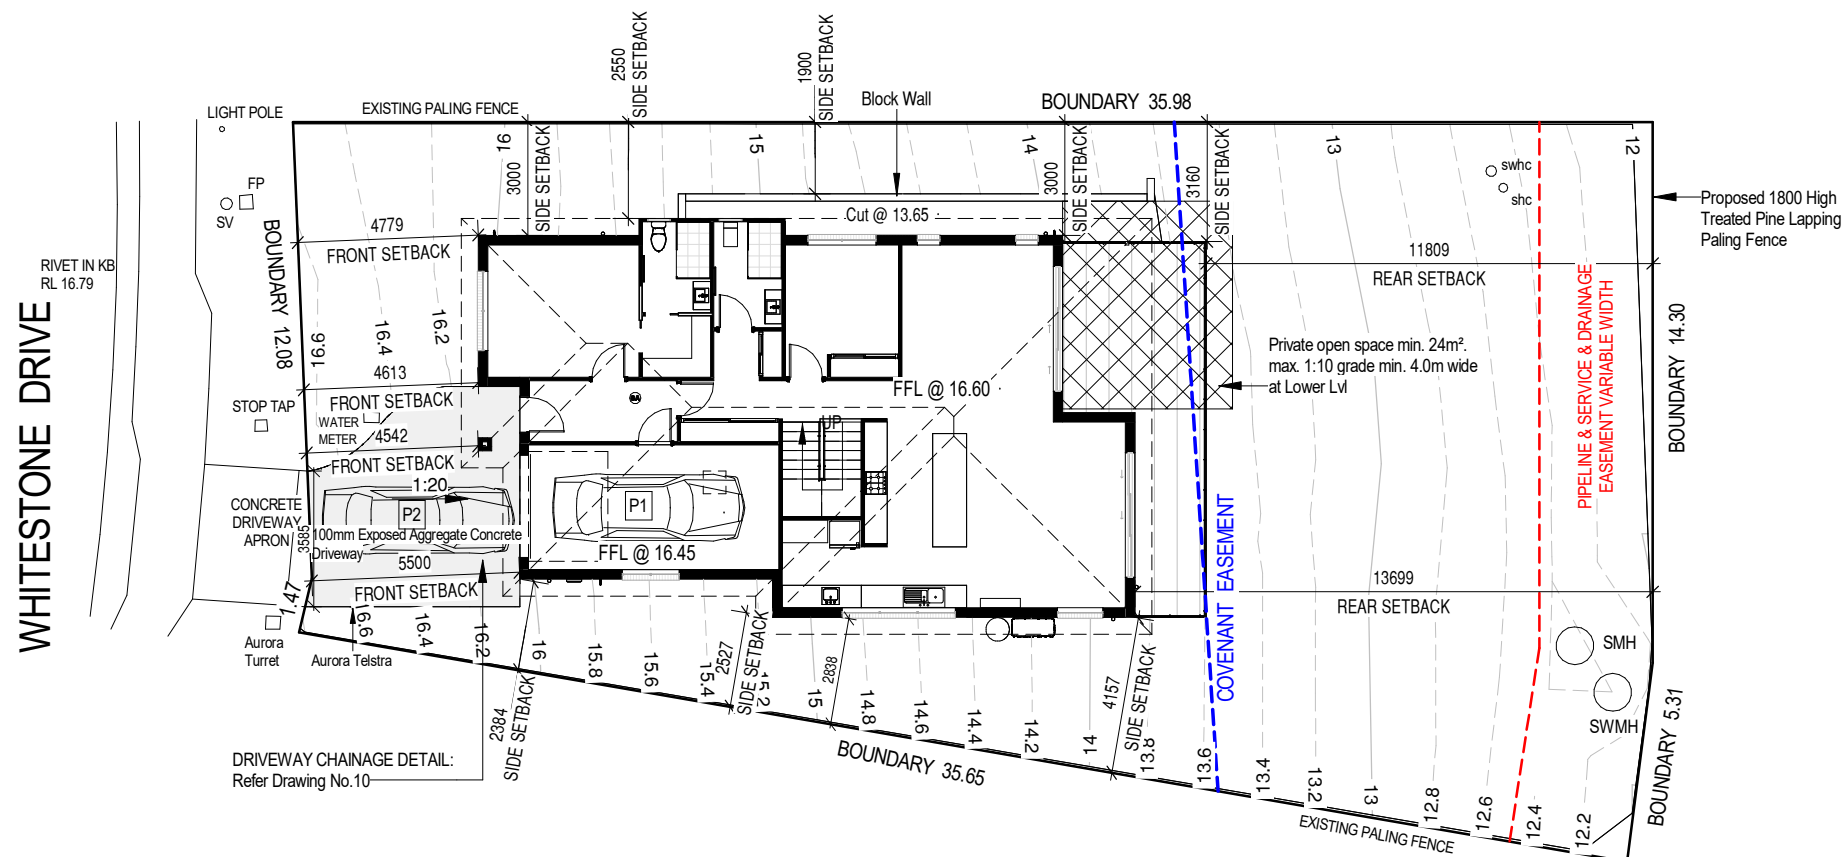 2550
SIDE SETBACK
1900
SIDE SETBACK
LIGHT POLE
EXISTING PALING FENCE
Block Wall
BOUNDARY 35.98
16
3000
SIDE SETBACK
15
14
3000
SIDE SETBACK
3160
SIDE SETBACK
13
12
swhc
shc
FP
SV
Proposed 1800 High
Treated Pine Lapping
Paling Fence
Cut @ 13.65
4779
FRONT SETBACK
BOUNDARY 12.08
11809
REAR SETBACK
RIVET IN KB
RL 16.79
WHITESTONE DRIVE
16.6
16.4
16.2
PIPELINE & SERVICE & DRAINAGE
EASEMENT VARIABLE WIDTH
BOUNDARY 14.30
Private open space min. 24m².
max. 1:10 grade min. 4.0m wide
at Lower Lvl
4613
FRONT SETBACK
FFL @ 16.60
SA
STOP TAP
WATER
METER
4542
FRONT SETBACK
UP
1:20
P2
P1
CONCRETE
DRIVEWAY
APRON
3585
100mm Exposed Aggregate Concrete
Driveway
FFL @ 16.45
5500
FRONT SETBACK
COVENANT EASEMENT
13699
REAR SETBACK
1.47
Aurora
Turret
Aurora Telstra
16.6
16.4
16.2
16
15.8
15.6
15.4
2527
SIDE SETBACK
15.2
15
2838
14.8
14.6
14.4
14.2
14
4157
SIDE SETBACK
13.8
13.6
13.4
13.2
13
12.8
12.6
12.4
12.2
SMH
SWMH
BOUNDARY 5.31
2384
SIDE SETBACK
DRIVEWAY CHAINAGE DETAIL:
Refer Drawing No.10
BOUNDARY 35.65
EXISTING PALING FENCE